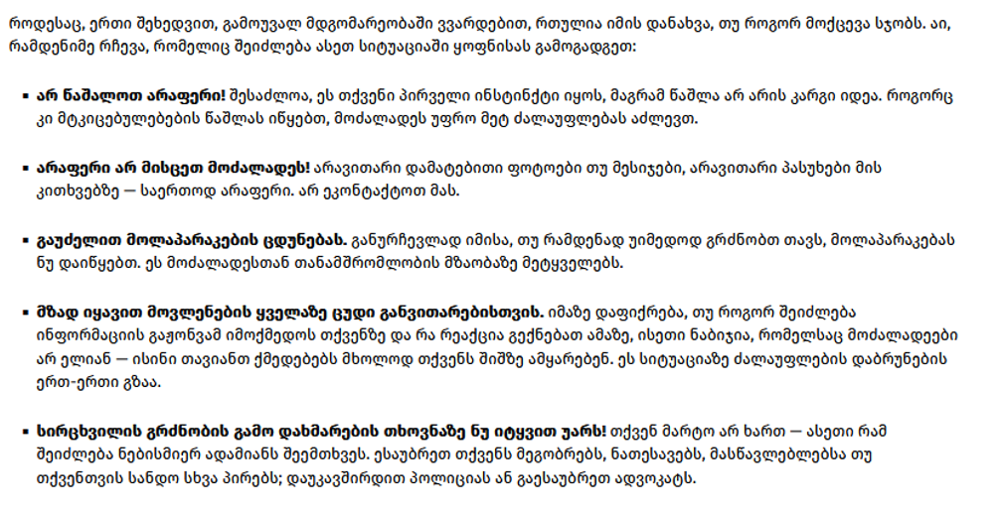 როდესაც, ერთი შეხედვით, გამოუვალ მდგომარეობაში ვვარდებით, რთულია იმის დანახვა, თუ როგორ მოქცევა სჯობს. აი,
რამდენიმე რჩევა, რომელიც შეიძლება ასეთ სიტუაციაში ყოფნისას გამოგადგეთ:
▪ არ წაშალოთ არაფერი! შესაძლოა, ეს თქვენი პირველი ინსტინქტი იყოს, მაგრამ წაშლა არ არის კარგი იდეა. როგორც
კი მტკიცებულებების წაშლას იწყებთ, მოძალადეს უფრო მეტ ძალაუფლებას აძლევთ.
▪ არაფერი არ მისცეთ მოძალადეს! არავითარი დამატებითი ფოტოები თუ მესიჯები, არავითარი პასუხები მის
კითხვებზე — საერთოდ არაფერი. არ ეკონტაქტოთ მას.
▪ გაუძელით მოლაპარაკების ცდუნებას. განურჩევლად იმისა, თუ რამდენად უიმედოდ გრძნობთ თავს, მოლაპარაკებას
ნუ დაიწყებთ. ეს მოძალადესთან თანამშრომლობის მზაობაზე მეტყველებს.
▪ მზად იყავით მოვლენების ყველაზე ცუდი განვითარებისთვის. იმაზე დაფიქრება, თუ როგორ შეიძლება
ინფორმაციის გაჟონვამ იმოქმედოს თქვენზე და რა რეაქცია გექნებათ ამაზე, ისეთი ნაბიჯია, რომელსაც მოძალადეები
არ ელიან — ისინი თავიანთ ქმედებებს მხოლოდ თქვენს შიშზე ამყარებენ. ეს სიტუაციაზე ძალაუფლების დაბრუნების
ერთ-ერთი გზაა.
▪ სირცხვილის გრძნობის გამო დახმარების თხოვნაზე ნუ იტყვით უარს! თქვენ მარტო არ ხართ — ასეთი რამ
შეიძლება ნებისმიერ ადამიანს შეემთხვეს. ესაუბრეთ თქვენს მეგობრებს, ნათესავებს, მასწავლებლებსა თუ
თქვენთვის სანდო სხვა პირებს; დაუკავშირდით პოლიციას ან გაესაუბრეთ ადვოკატს.